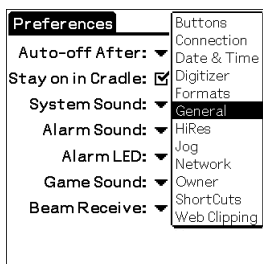 Preferences
Auto-off After:
Stay on in Cradle:
System Sound:
Alarm Sound:
Alarm LED:
Game Sound:
Beam Receive:
Buttons
Connection
Date & Time
Digitizer
Formats
General
HiRes
Jog
Network
Owner
ShortCuts
Web Clipping